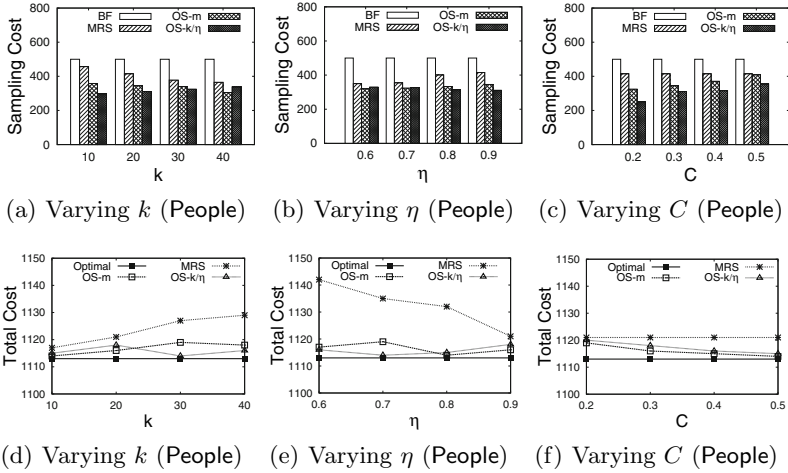 800
600
400
200
0
Sampling Cost
BF
MRS
OS-m
OS-k/η
10 20 30 40
k
(a) Varying k (People)
800
600
400
200
0
Sampling Cost
BF
MRS
OS-m
OS-k/η
0.6 0.7 0.8 0.9
η
(b) Varying η (People)
800
600
400
200
0
Sampling Cost
BF
MRS
OS-m
OS-k/η
0.2 0.3 0.4 0.5
C
(c) Varying C (People)
1150
1140
1130
1120
1110
1100
Total Cost
Optimal
OS-m
MRS
OS-k/η
10 20 30 40
k
(d) Varying k (People)
1150
1140
1130
1120
1110
1100
Total Cost
Optimal
OS-m
MRS
OS-k/η
0.6 0.7 0.8 0.9
η
(e) Varying η (People)
1150
1140
1130
1120
1110
1100
Total Cost
Optimal
OS-m
MRS
OS-k/η
0.2 0.3 0.4 0.5
C
(f) Varying C (People)